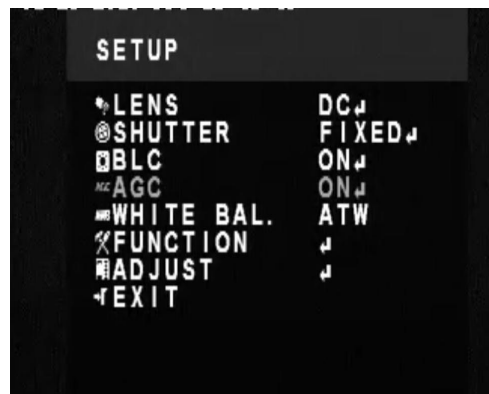 SETUP
LENS DC↲
SHUTTER FIXED↲
BLC ON↲
AGC ON↲
WHITE BAL. ATW
FUNCTION ↲
ADJUST ↲
EXIT